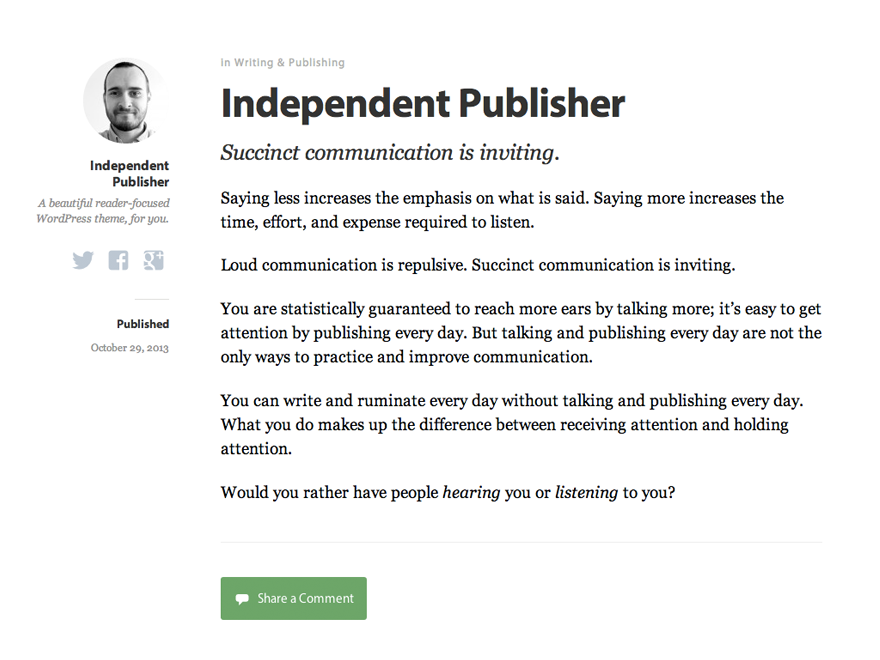 Independent
Publisher
A beautiful reader-focused
WordPress theme, for you.
Published
October 29, 2013
in Writing & Publishing
Independent Publisher
Succinct communication is inviting.
Saying less increases the emphasis on what is said. Saying more increases the
time, effort, and expense required to listen.
Loud communication is repulsive. Succinct communication is inviting.
You are statistically guaranteed to reach more ears by talking more; it’s easy to get
attention by publishing every day. But talking and publishing every day are not the
only ways to practice and improve communication.
You can write and ruminate every day without talking and publishing every day.
What you do makes up the difference between receiving attention and holding
attention.
Would you rather have people hearing you or listening to you?
Share a Comment